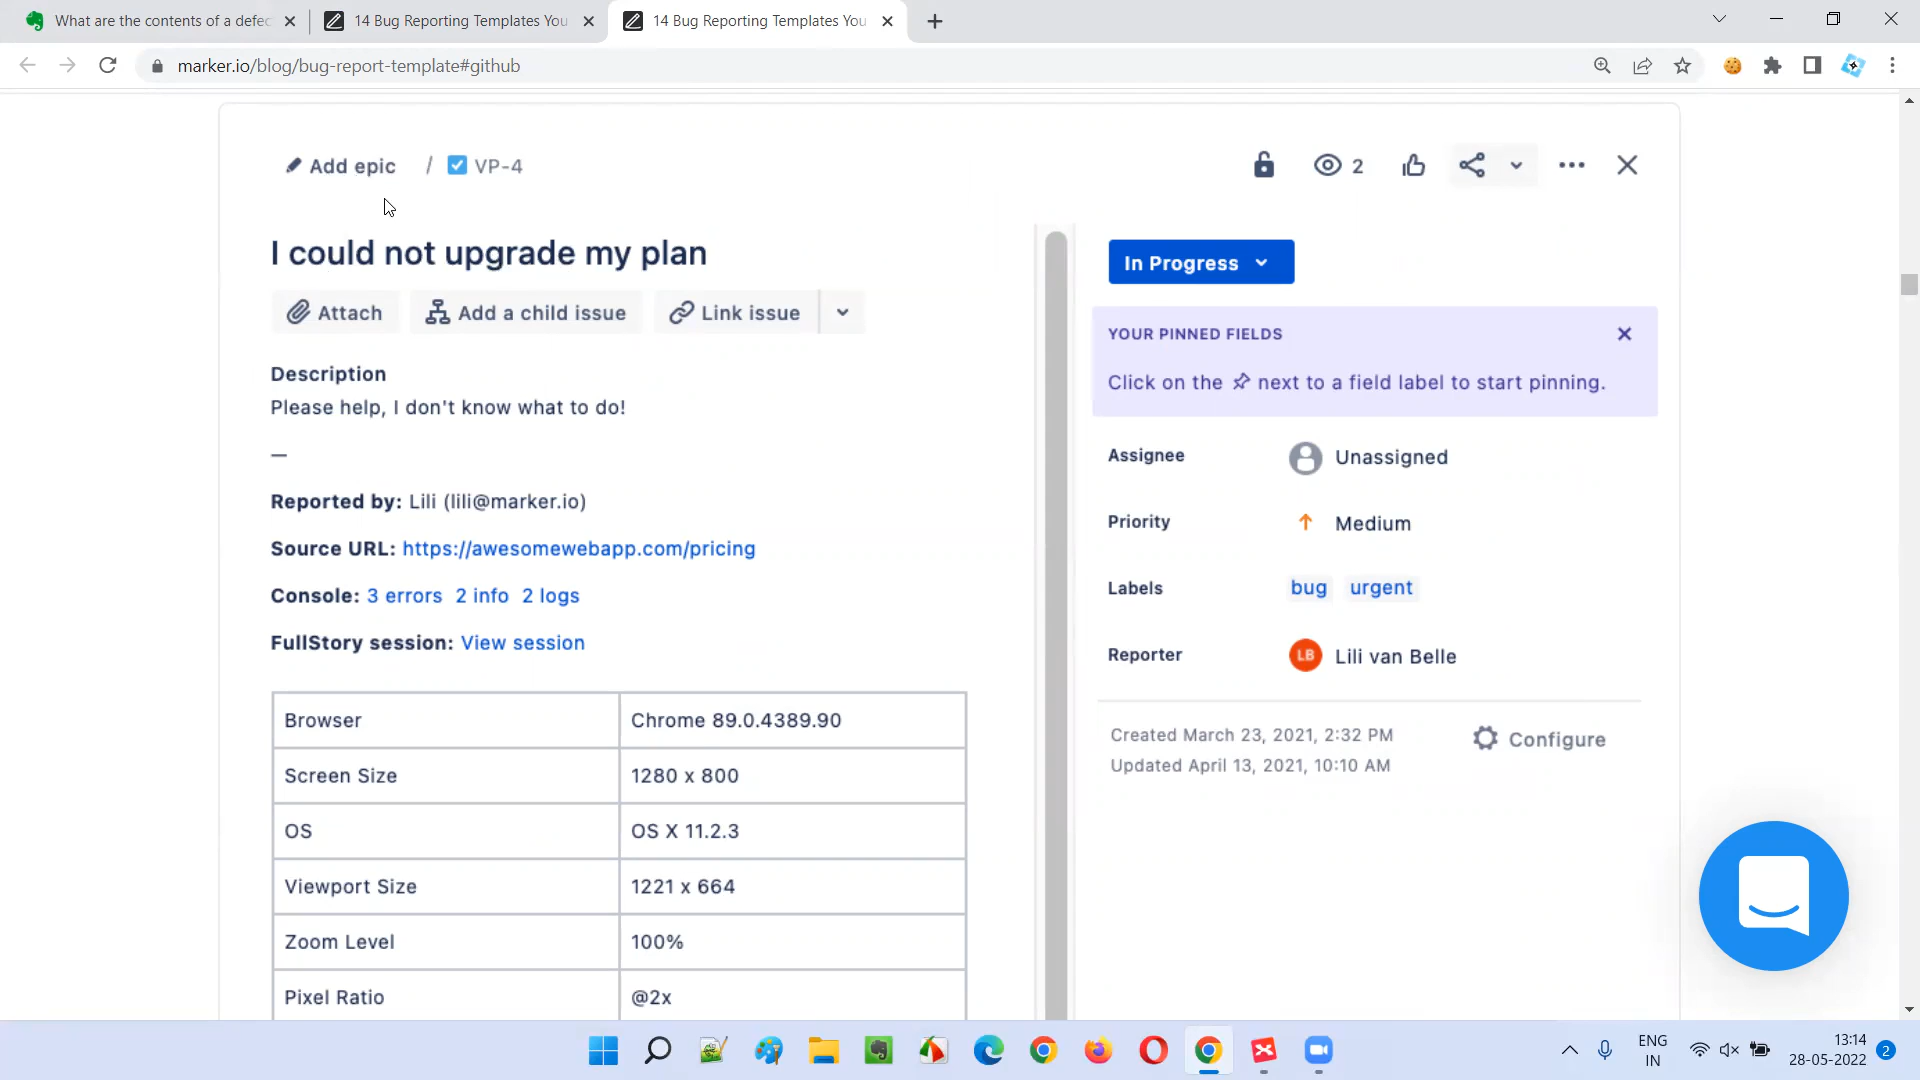 What are the contents of a defec
14 Bug Reporting Templates You
14 Bug Reporting Templates You
marker.io/blog/bug-report-template#github
Add epic / VP-4
2
I could not upgrade my plan
Attach
Add a child issue
Link issue
Description
Please help, I don't know what to do!
—
Reported by: Lili (lili@marker.io)
Source URL: https://awesomewebapp.com/pricing
Console: 3 errors 2 info 2 logs
FullStory session: View session
Browser Chrome 89.0.4389.90
Screen Size 1280 x 800
OS OS X 11.2.3
Viewport Size 1221 x 664
Zoom Level 100%
Pixel Ratio @2x
In Progress
YOUR PINNED FIELDS
Click on the next to a field label to start pinning.
Assignee Unassigned
Priority Medium
Labels bug urgent
Reporter LB Lili van Belle
Created March 23, 2021, 2:32 PM
Updated April 13, 2021, 10:10 AM
Configure
ENG
IN
13:14
28-05-2022
2